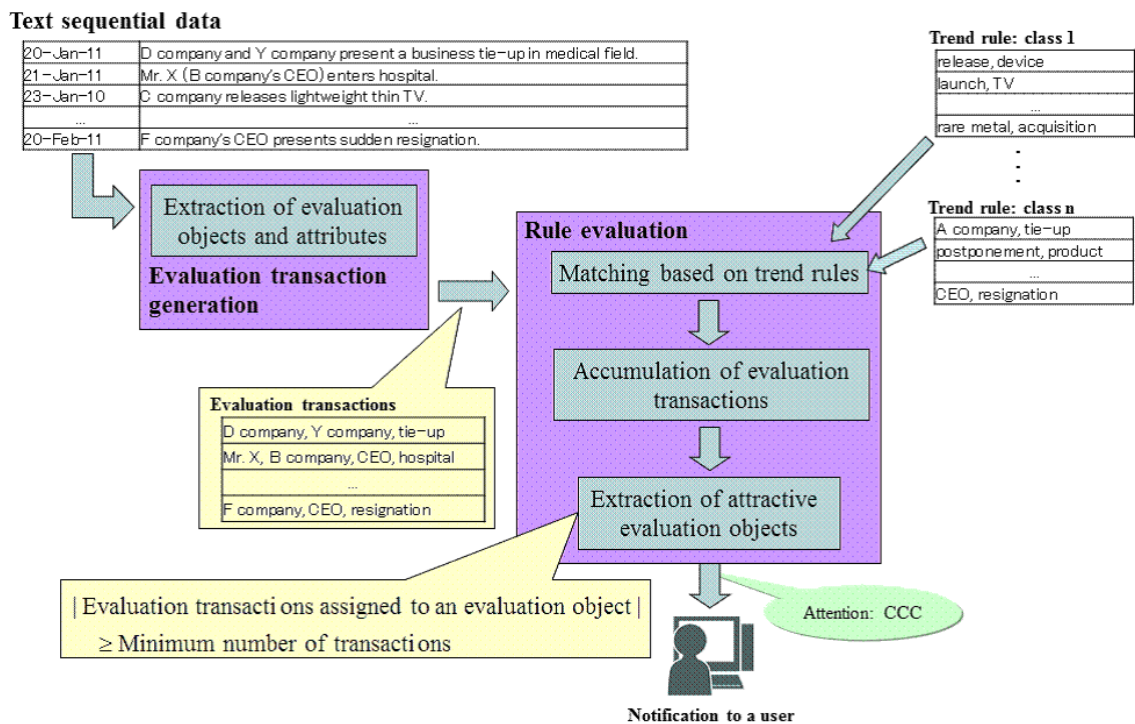 Text sequential data
20-Jan-11 D company and Y company present a business tie-up in medical field.
21-Jan-11 Mr. X (B company's CEO) enters hospital.
23-Jan-10 C company releases lightweight thin TV.
... ...
20-Feb-11 F company's CEO presents sudden resignation.
Trend rule: class 1
release, device
launch, TV
...
rare metal, acquisition
Trend rule: class n
A company, tie-up
postponement, product
...
CEO, resignation
Extraction of evaluation
objects and attributes
Evaluation transaction
generation
Rule evaluation
Matching based on trend rules
Accumulation of evaluation
transactions
Extraction of attractive
evaluation objects
Evaluation transactions
D company, Y company, tie-up
Mr. X, B company, CEO, hospital
...
F company, CEO, resignation
| Evaluation transactions assigned to an evaluation object |
≥ Minimum number of transactions
Attention: CCC
Notification to a user